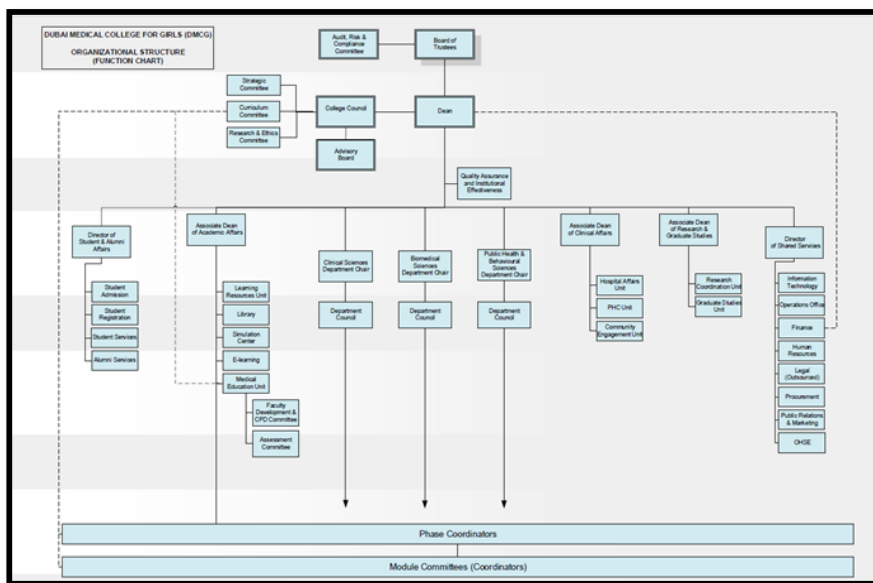 DUBAI MEDICAL COLLEGE FOR GIRLS (DMCG)
ORGANIZATIONAL STRUCTURE
(FUNCTION CHART)
Audit, Risk &
Compliance
Committee
Board of
Trustees
Strategic
Committee
Curriculum
Committee
Research & Ethics
Committee
College Council
Dean
Advisory
Board
Quality Assurance
and Institutional
Effectiveness
Director of
Student & Alumni
Affairs
Student
Admission
Student
Registration
Student Services
Alumni Services
Associate Dean
of Academic Affairs
Learning
Resources Unit
Library
Simulation
Center
E-learning
Medical
Education Unit
Faculty
Development &
CPD Committee
Assessment
Committee
Clinical Sciences
Department Chair
Department
Council
Biomedical
Sciences
Department Chair
Department
Council
Public Health &
Behavioural
Sciences
Department Chair
Department
Council
Associate Dean
of Clinical Affairs
Hospital Affairs
Unit
PHC Unit
Community
Engagement Unit
Associate Dean
of Research &
Graduate Studies
Research
Coordination Unit
Graduate Studies
Unit
Director
of Shared Services
Information
Technology
Operations Office
Finance
Human
Resources
Legal
(Outsourced)
Procurement
Public Relations
& Marketing
OHSE
Phase Coordinators
Module Committees (Coordinators)